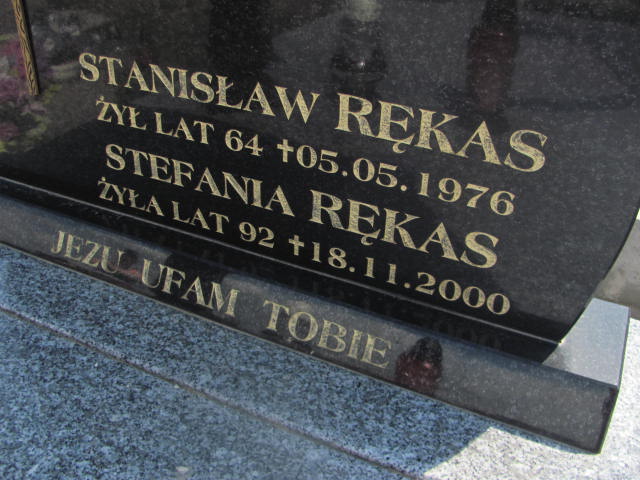 STANISŁAW RĘKAS
ŻYŁ LAT 64 ✝05.05.1976
STEFANIA RĘKAS
ŻYŁA LAT 92 ✝18.11.2000
JEZU UFAM TOBIE